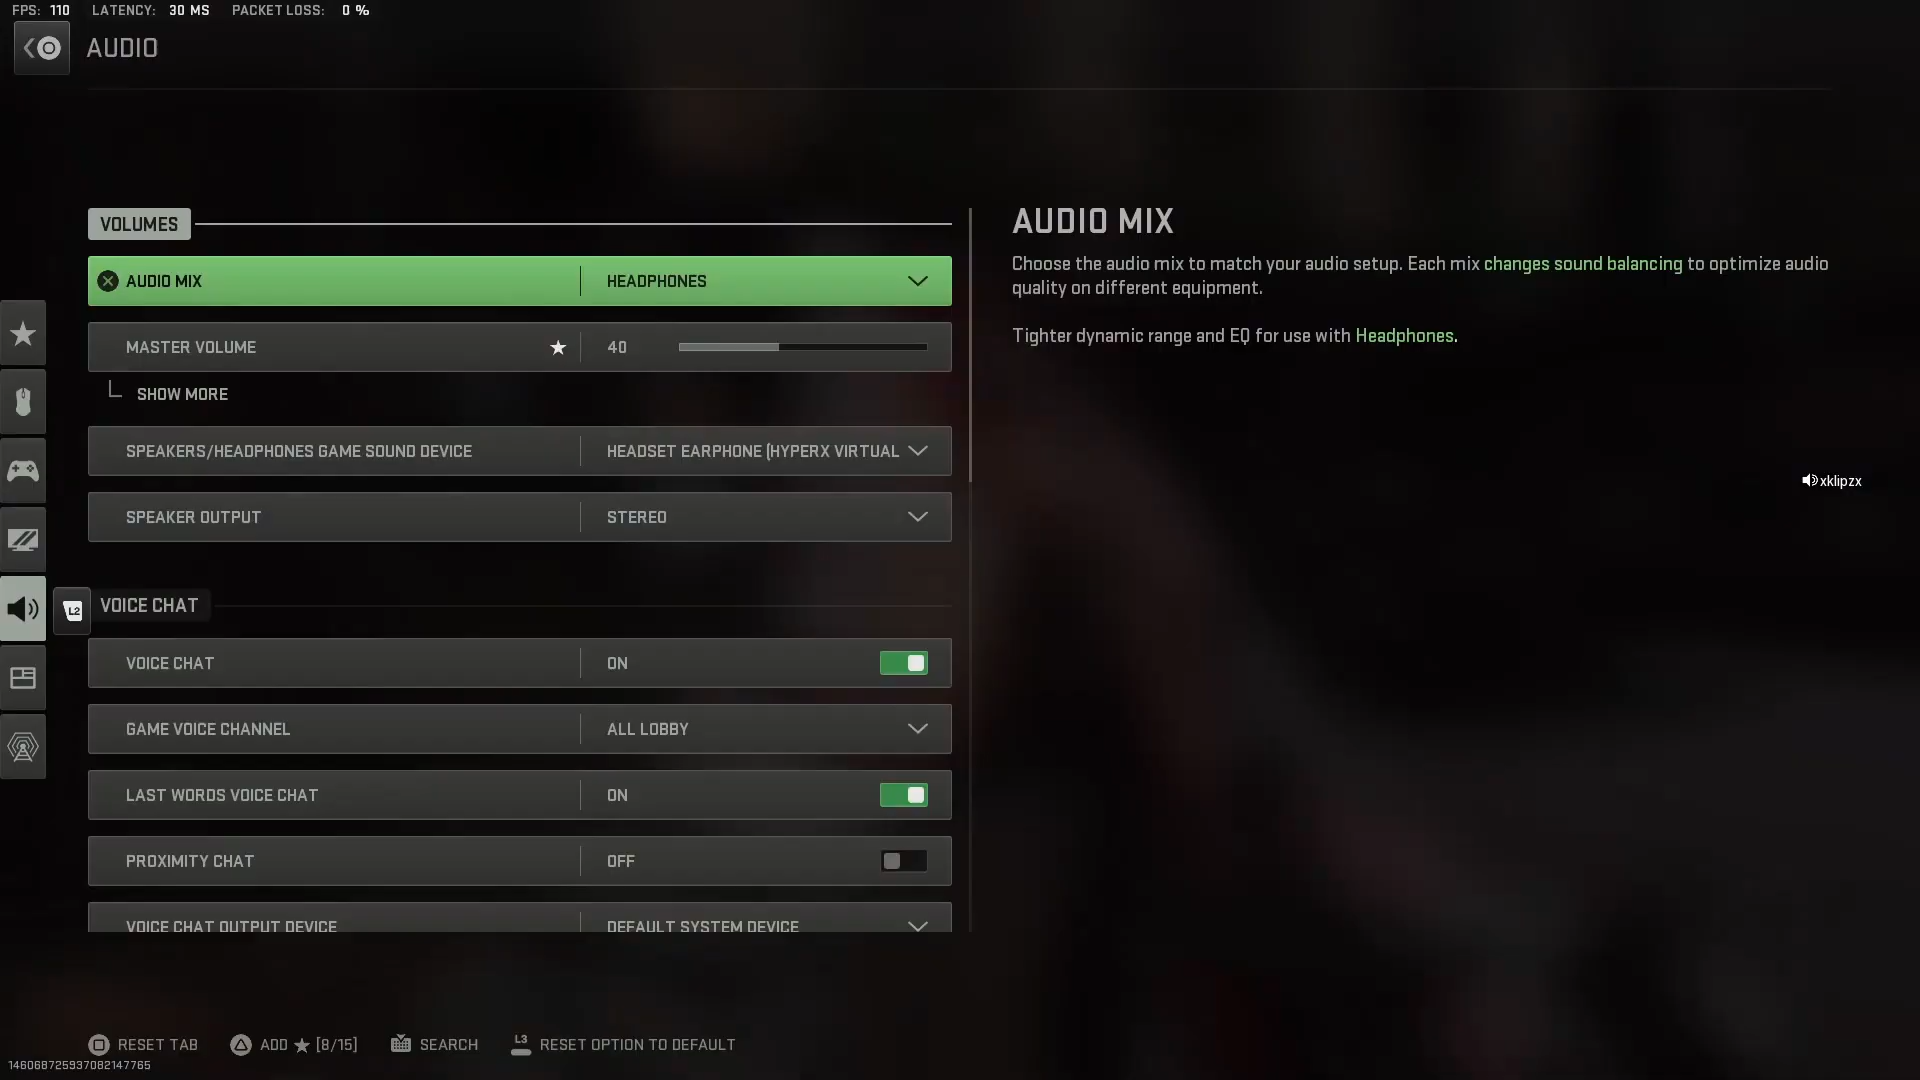 FPS: 110 LATENCY: 30 MS PACKET LOSS: 0 %
AUDIO
VOLUMES
AUDIO MIX HEADPHONES
MASTER VOLUME 40
SHOW MORE
SPEAKERS/HEADPHONES GAME SOUND DEVICE HEADSET EARPHONE (HYPERX VIRTUAL
SPEAKER OUTPUT STEREO
L2 VOICE CHAT
VOICE CHAT ON
GAME VOICE CHANNEL ALL LOBBY
LAST WORDS VOICE CHAT ON
PROXIMITY CHAT OFF
VOICE CHAT OUTPUT DEVICE DEFAULT SYSTEM DEVICE
AUDIO MIX
Choose the audio mix to match your audio setup. Each mix changes sound balancing to optimize audio
quality on different equipment.
Tighter dynamic range and EQ for use with Headphones.
xklipzx
RESET TAB ADD ★ [8/15] SEARCH L3 RESET OPTION TO DEFAULT
14606872593708214​7765